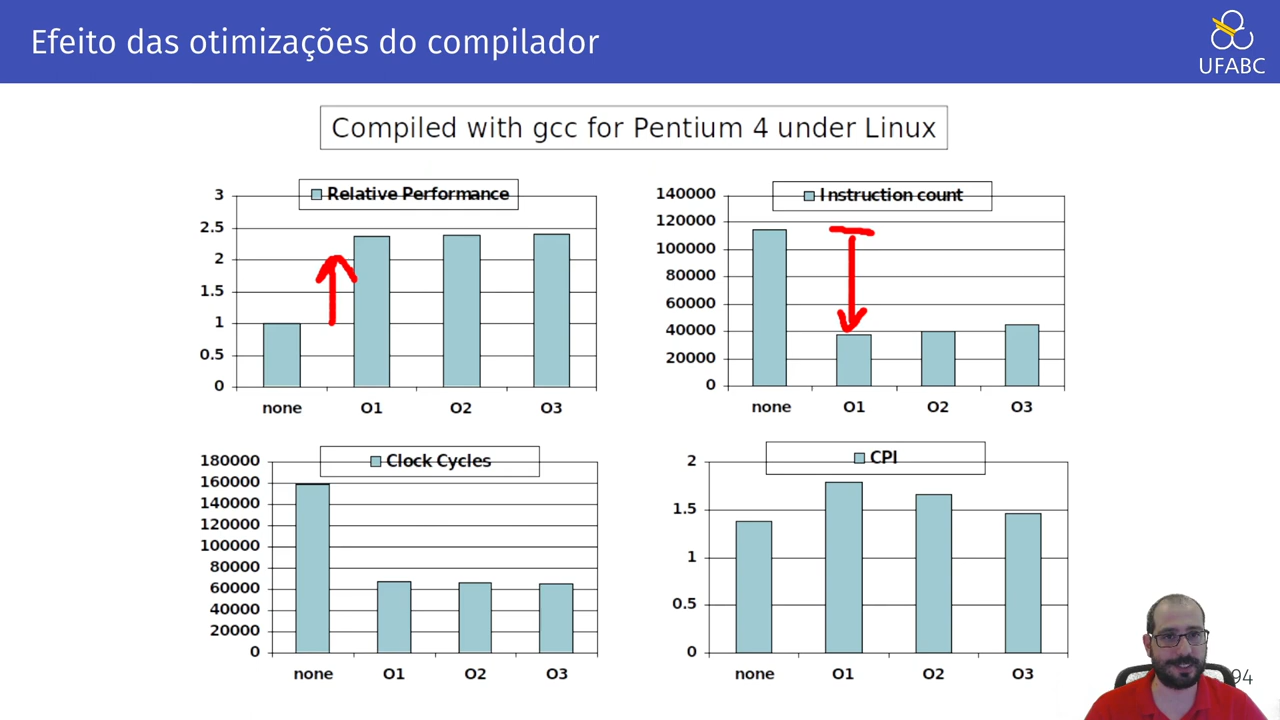 Efeito das otimizações do compilador
UFABC
Compiled with gcc for Pentium 4 under Linux
Relative Performance
3
2.5
2
1.5
1
0.5
0
none O1 O2 O3
Instruction count
140000
120000
100000
80000
60000
40000
20000
0
none O1 O2 O3
Clock Cycles
180000
160000
140000
120000
100000
80000
60000
40000
20000
0
none O1 O2 O3
CPI
2
1.5
1
0.5
0
none O1 O2 O3
94